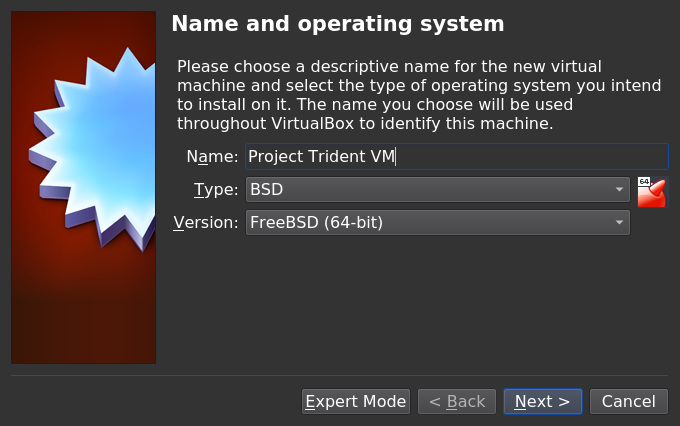 Name and operating system
Please choose a descriptive name for the new virtual
machine and select the type of operating system you intend
to install on it. The name you choose will be used
throughout VirtualBox to identify this machine.
Name: Project Trident VM
Type: BSD 64
Version: FreeBSD (64-bit)
Expert Mode < Back Next > Cancel